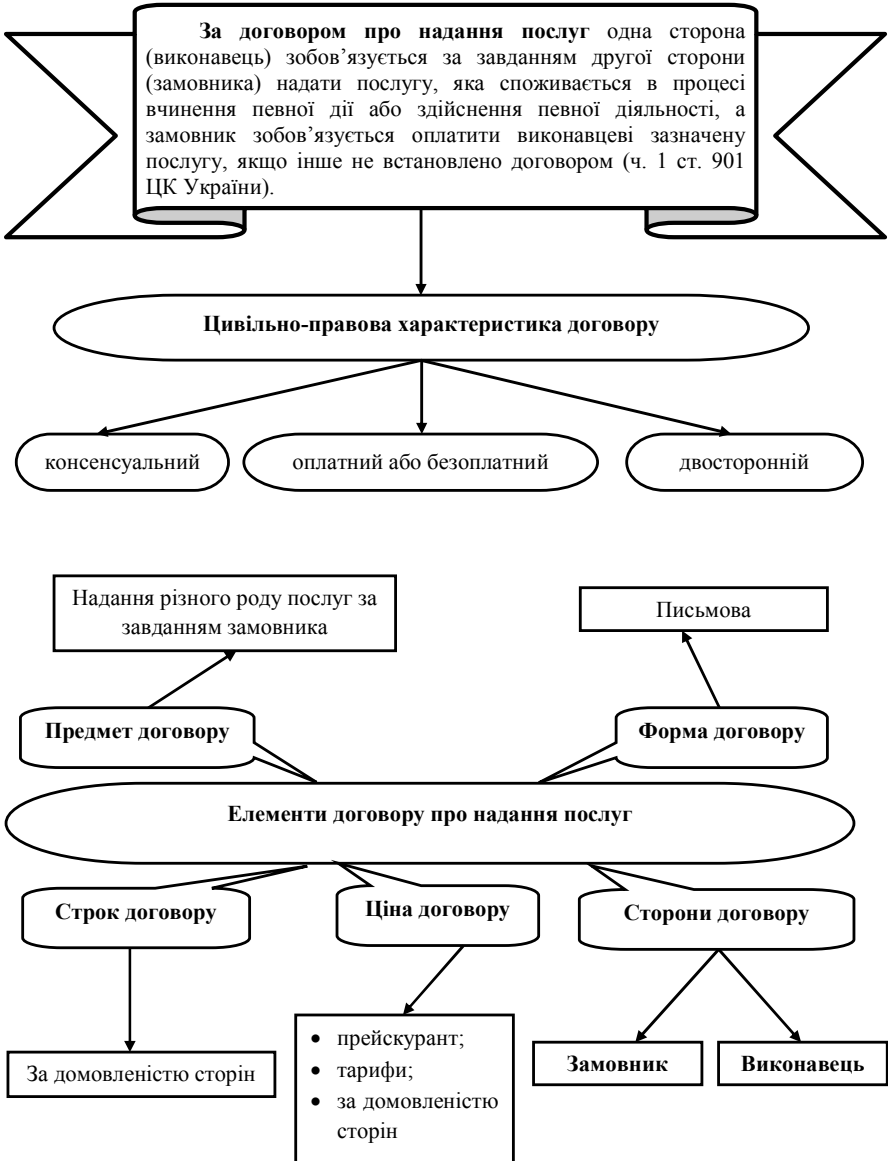 За договором про надання послуг одна сторона
(виконавець) зобов’язується за завданням другої сторони
(замовника) надати послугу, яка споживається в процесі
вчинення певної дії або здійснення певної діяльності, а
замовник зобов’язується оплатити виконавцеві зазначену
послугу, якщо інше не встановлено договором (ч. 1 ст. 901
ЦК України).
Цивільно-правова характеристика договору
консенсуальний
оплатний або безоплатний
двосторонній
Надання різного роду послуг за
завданням замовника
Письмова
Предмет договору
Форма договору
Елементи договору про надання послуг
Строк договору
Ціна договору
Сторони договору
За домовленістю сторін
• прейскурант;
• тарифи;
• за домовленістю
сторін
Замовник
Виконавець